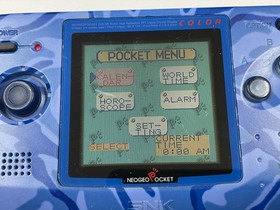 POWER
COLOR
OPTION
POCKET MENU
CALEN-
DAR
WORLD
TIME
HORO-
SCOPE
ALARM
SET-
TING
SELECT
CURRENT
TIME
0:00 AM
NEOGEO POCKET
SNK